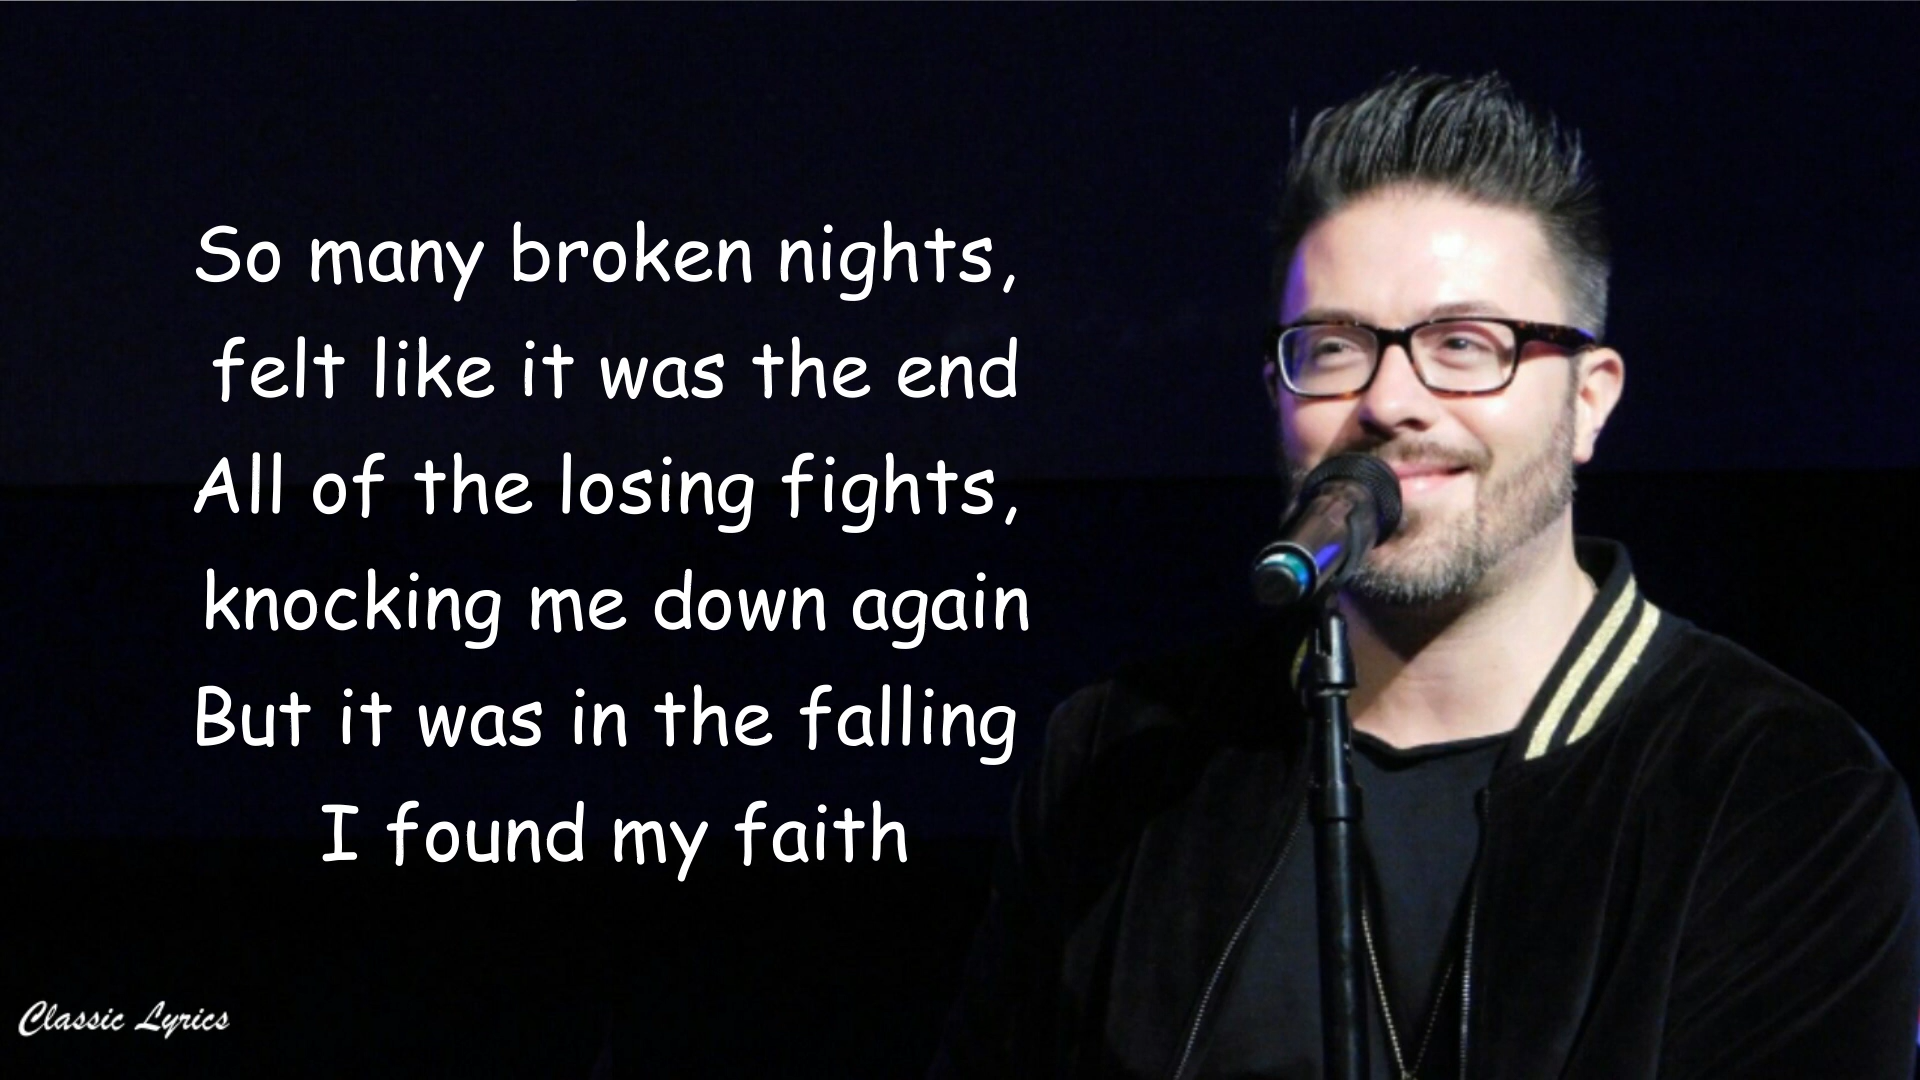 So many broken nights,
felt like it was the end
All of the losing fights,
knocking me down again
But it was in the falling
I found my faith
Classic Lyrics